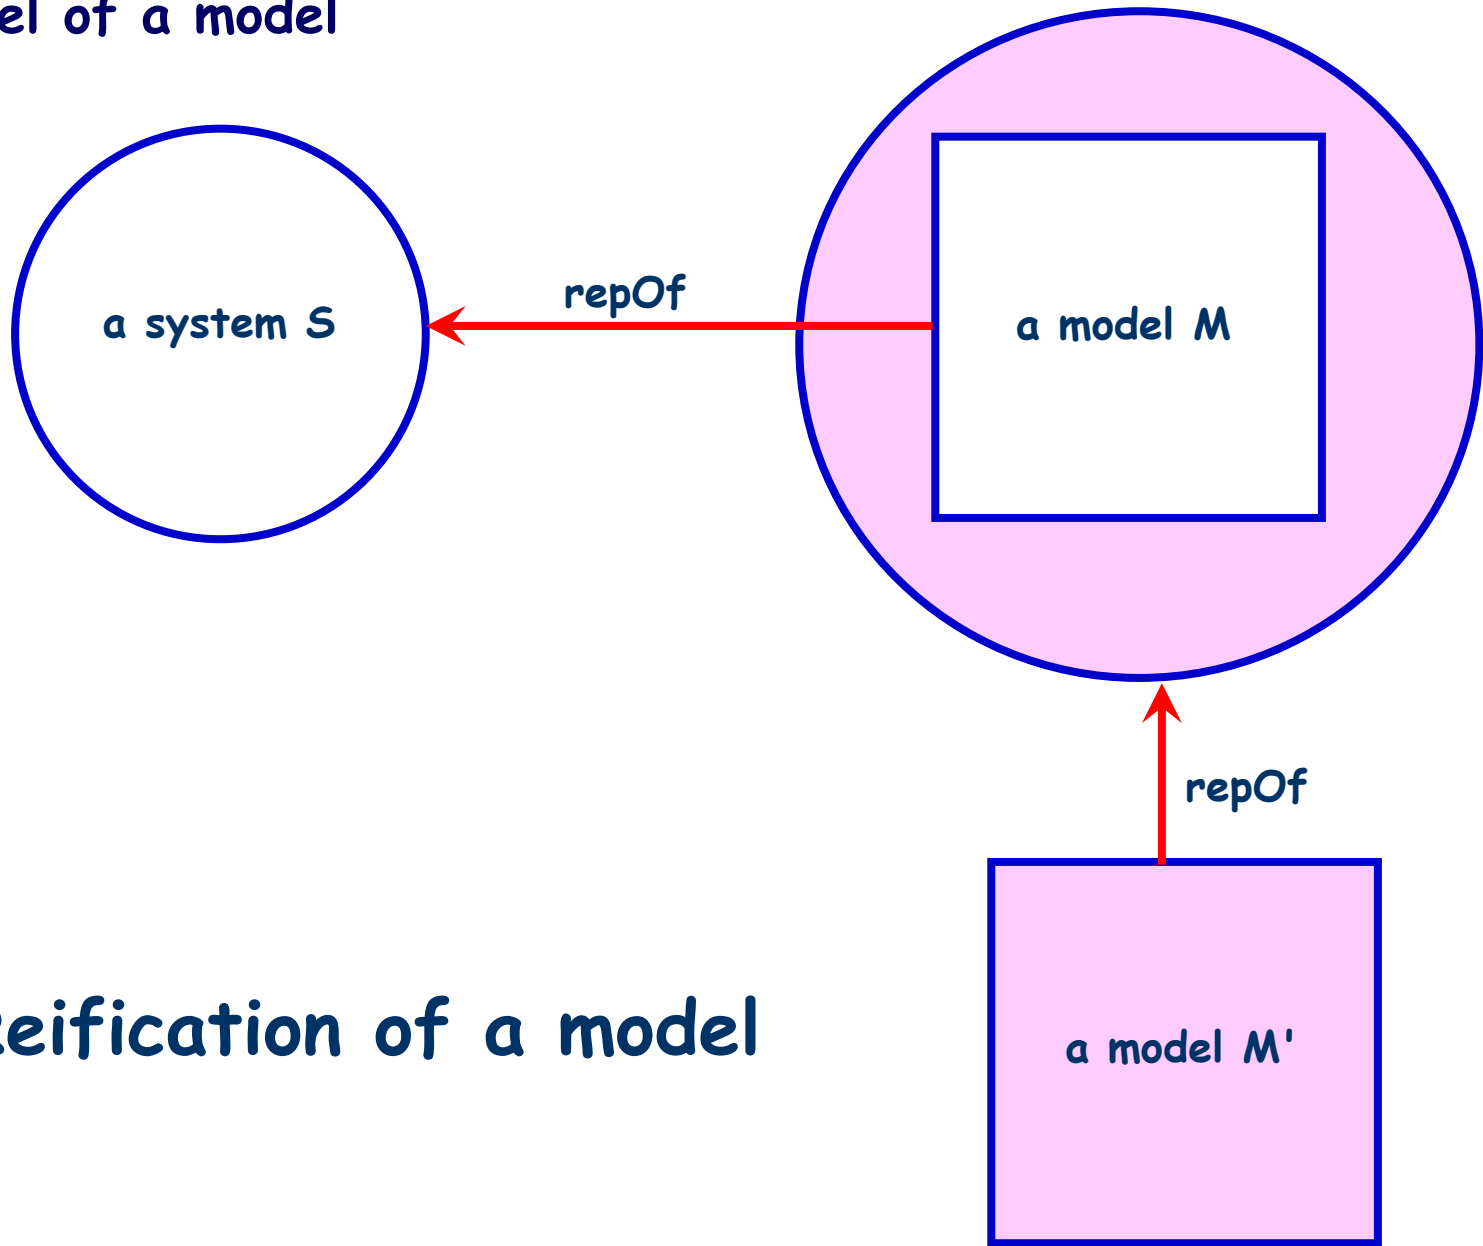 el of a model
repOf
a system S
a model M
repOf
eification of a model
a model M'